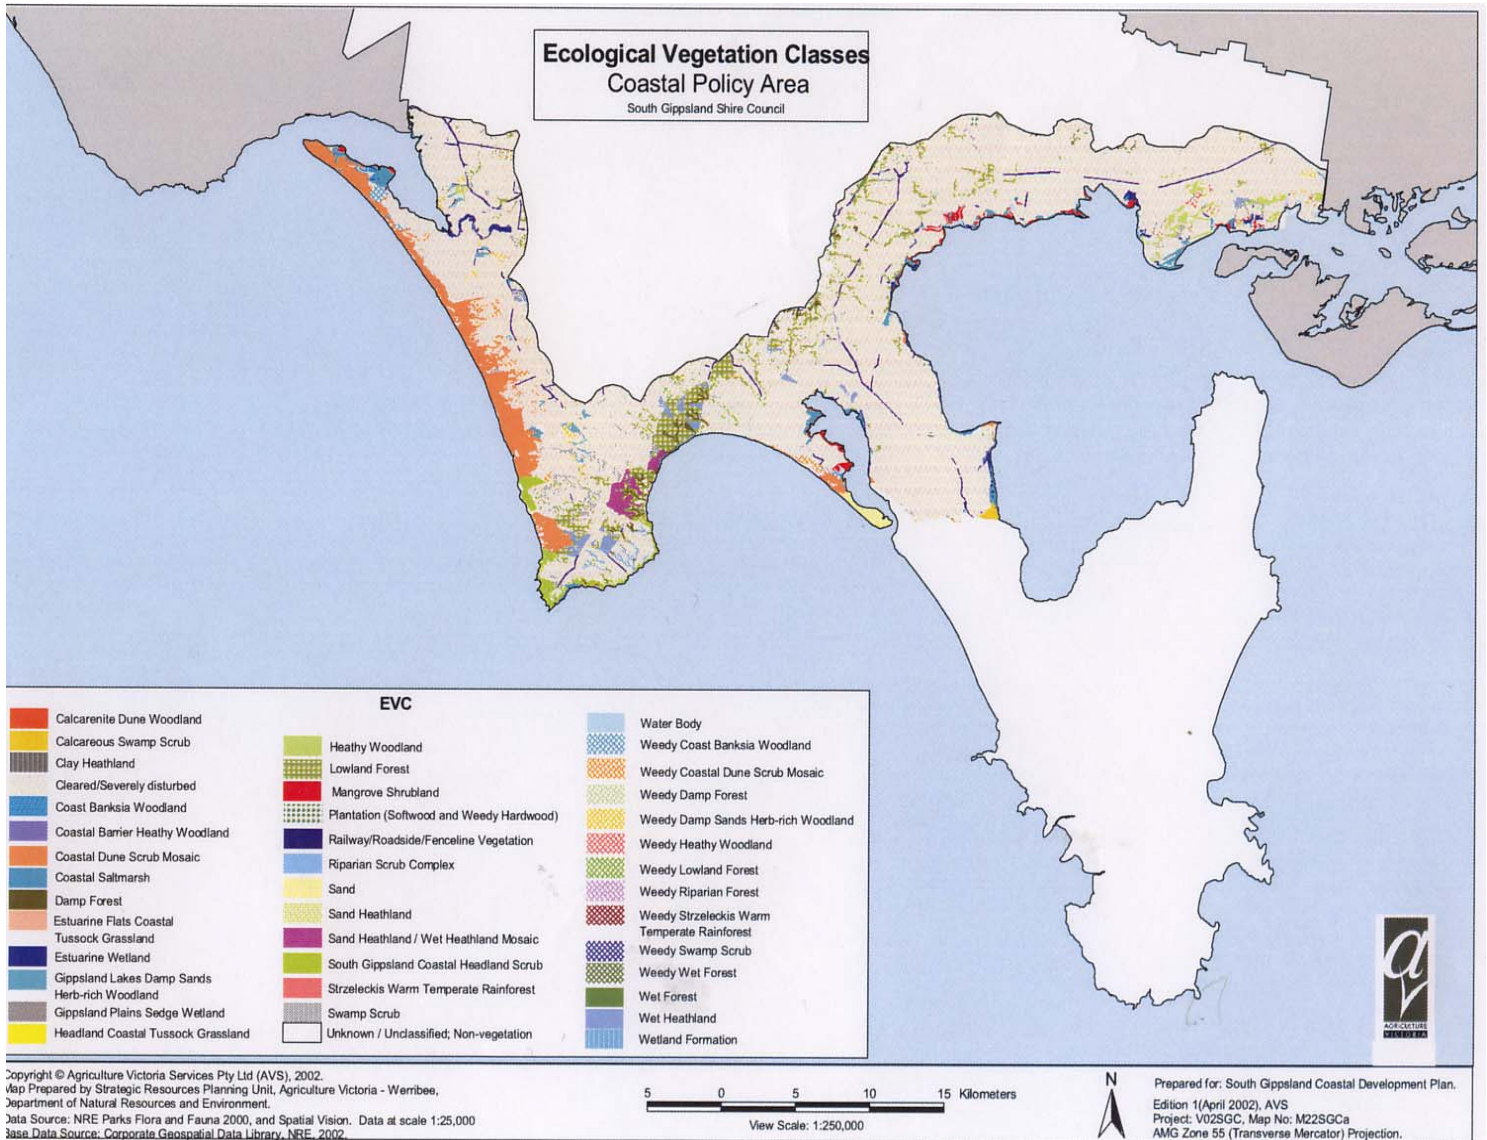 Ecological Vegetation Classes
Coastal Policy Area
South Gippsland Shire Council
EVC
Calcarenite Dune Woodland
Calcareous Swamp Scrub
Clay Heathland
Cleared/Severely disturbed
Coast Banksia Woodland
Coastal Barrier Heathy Woodland
Coastal Dune Scrub Mosaic
Coastal Saltmarsh
Damp Forest
Estuarine Flats Coastal
Tussock Grassland
Estuarine Wetland
Gippsland Lakes Damp Sands
Herb-rich Woodland
Gippsland Plains Sedge Wetland
Headland Coastal Tussock Grassland
Heathy Woodland
Lowland Forest
Mangrove Shrubland
Plantation (Softwood and Weedy Hardwood)
Railway/Roadside/Fenceline Vegetation
Riparian Scrub Complex
Sand
Sand Heathland
Sand Heathland / Wet Heathland Mosaic
South Gippsland Coastal Headland Scrub
Strzeleckis Warm Temperate Rainforest
Swamp Scrub
Unknown / Unclassified; Non-vegetation
Water Body
Weedy Coast Banksia Woodland
Weedy Coastal Dune Scrub Mosaic
Weedy Damp Forest
Weedy Damp Sands Herb-rich Woodland
Weedy Heathy Woodland
Weedy Lowland Forest
Weedy Riparian Forest
Weedy Strzeleckis Warm
Temperate Rainforest
Weedy Swamp Scrub
Weedy Wet Forest
Wet Forest
Wet Heathland
Wetland Formation
AGRICULTURE
VICTORIA
Copyright © Agriculture Victoria Services Pty Ltd (AVS), 2002.
Map Prepared by Strategic Resources Planning Unit, Agriculture Victoria - Werribee,
Department of Natural Resources and Environment.
Data Source: NRE Parks Flora and Fauna 2000, and Spatial Vision. Data at scale 1:25,000
Base Data Source: Corporate Geospatial Data Library, NRE, 2002.
5 0 5 10 15 Kilometers
View Scale: 1:250,000
N
Prepared for: South Gippsland Coastal Development Plan.
Edition 1(April 2002), AVS
Project: V02SGC, Map No: M22SGCa
AMG Zone 55 (Transverse Mercator) Projection.